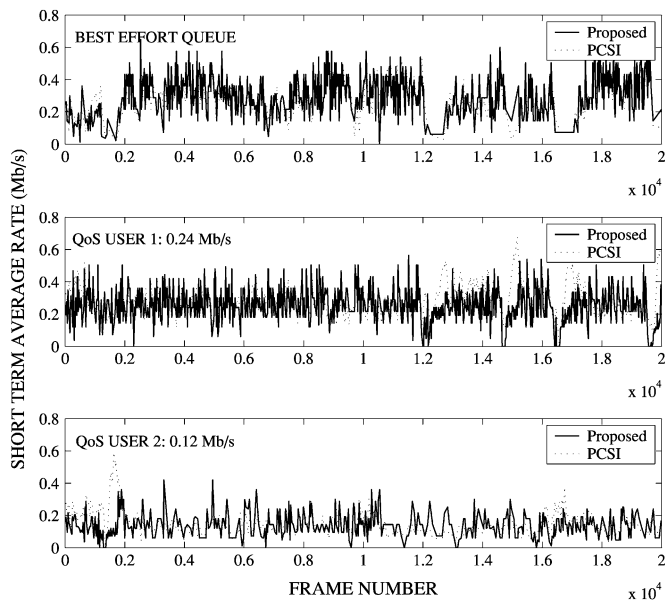 SHORT TERM AVERAGE RATE (Mb/s)
0.8
0.6
0.4
0.2
0
BEST EFFORT QUEUE
Proposed
PCSI
0 0.2 0.4 0.6 0.8 1 1.2 1.4 1.6 1.8 2
x 10^4
0.8
0.6
0.4
0.2
0
QoS USER 1: 0.24 Mb/s
Proposed
PCSI
0 0.2 0.4 0.6 0.8 1 1.2 1.4 1.6 1.8 2
x 10^4
0.8
0.6
0.4
0.2
0
QoS USER 2: 0.12 Mb/s
Proposed
PCSI
0 0.2 0.4 0.6 0.8 1 1.2 1.4 1.6 1.8 2
FRAME NUMBER
x 10^4